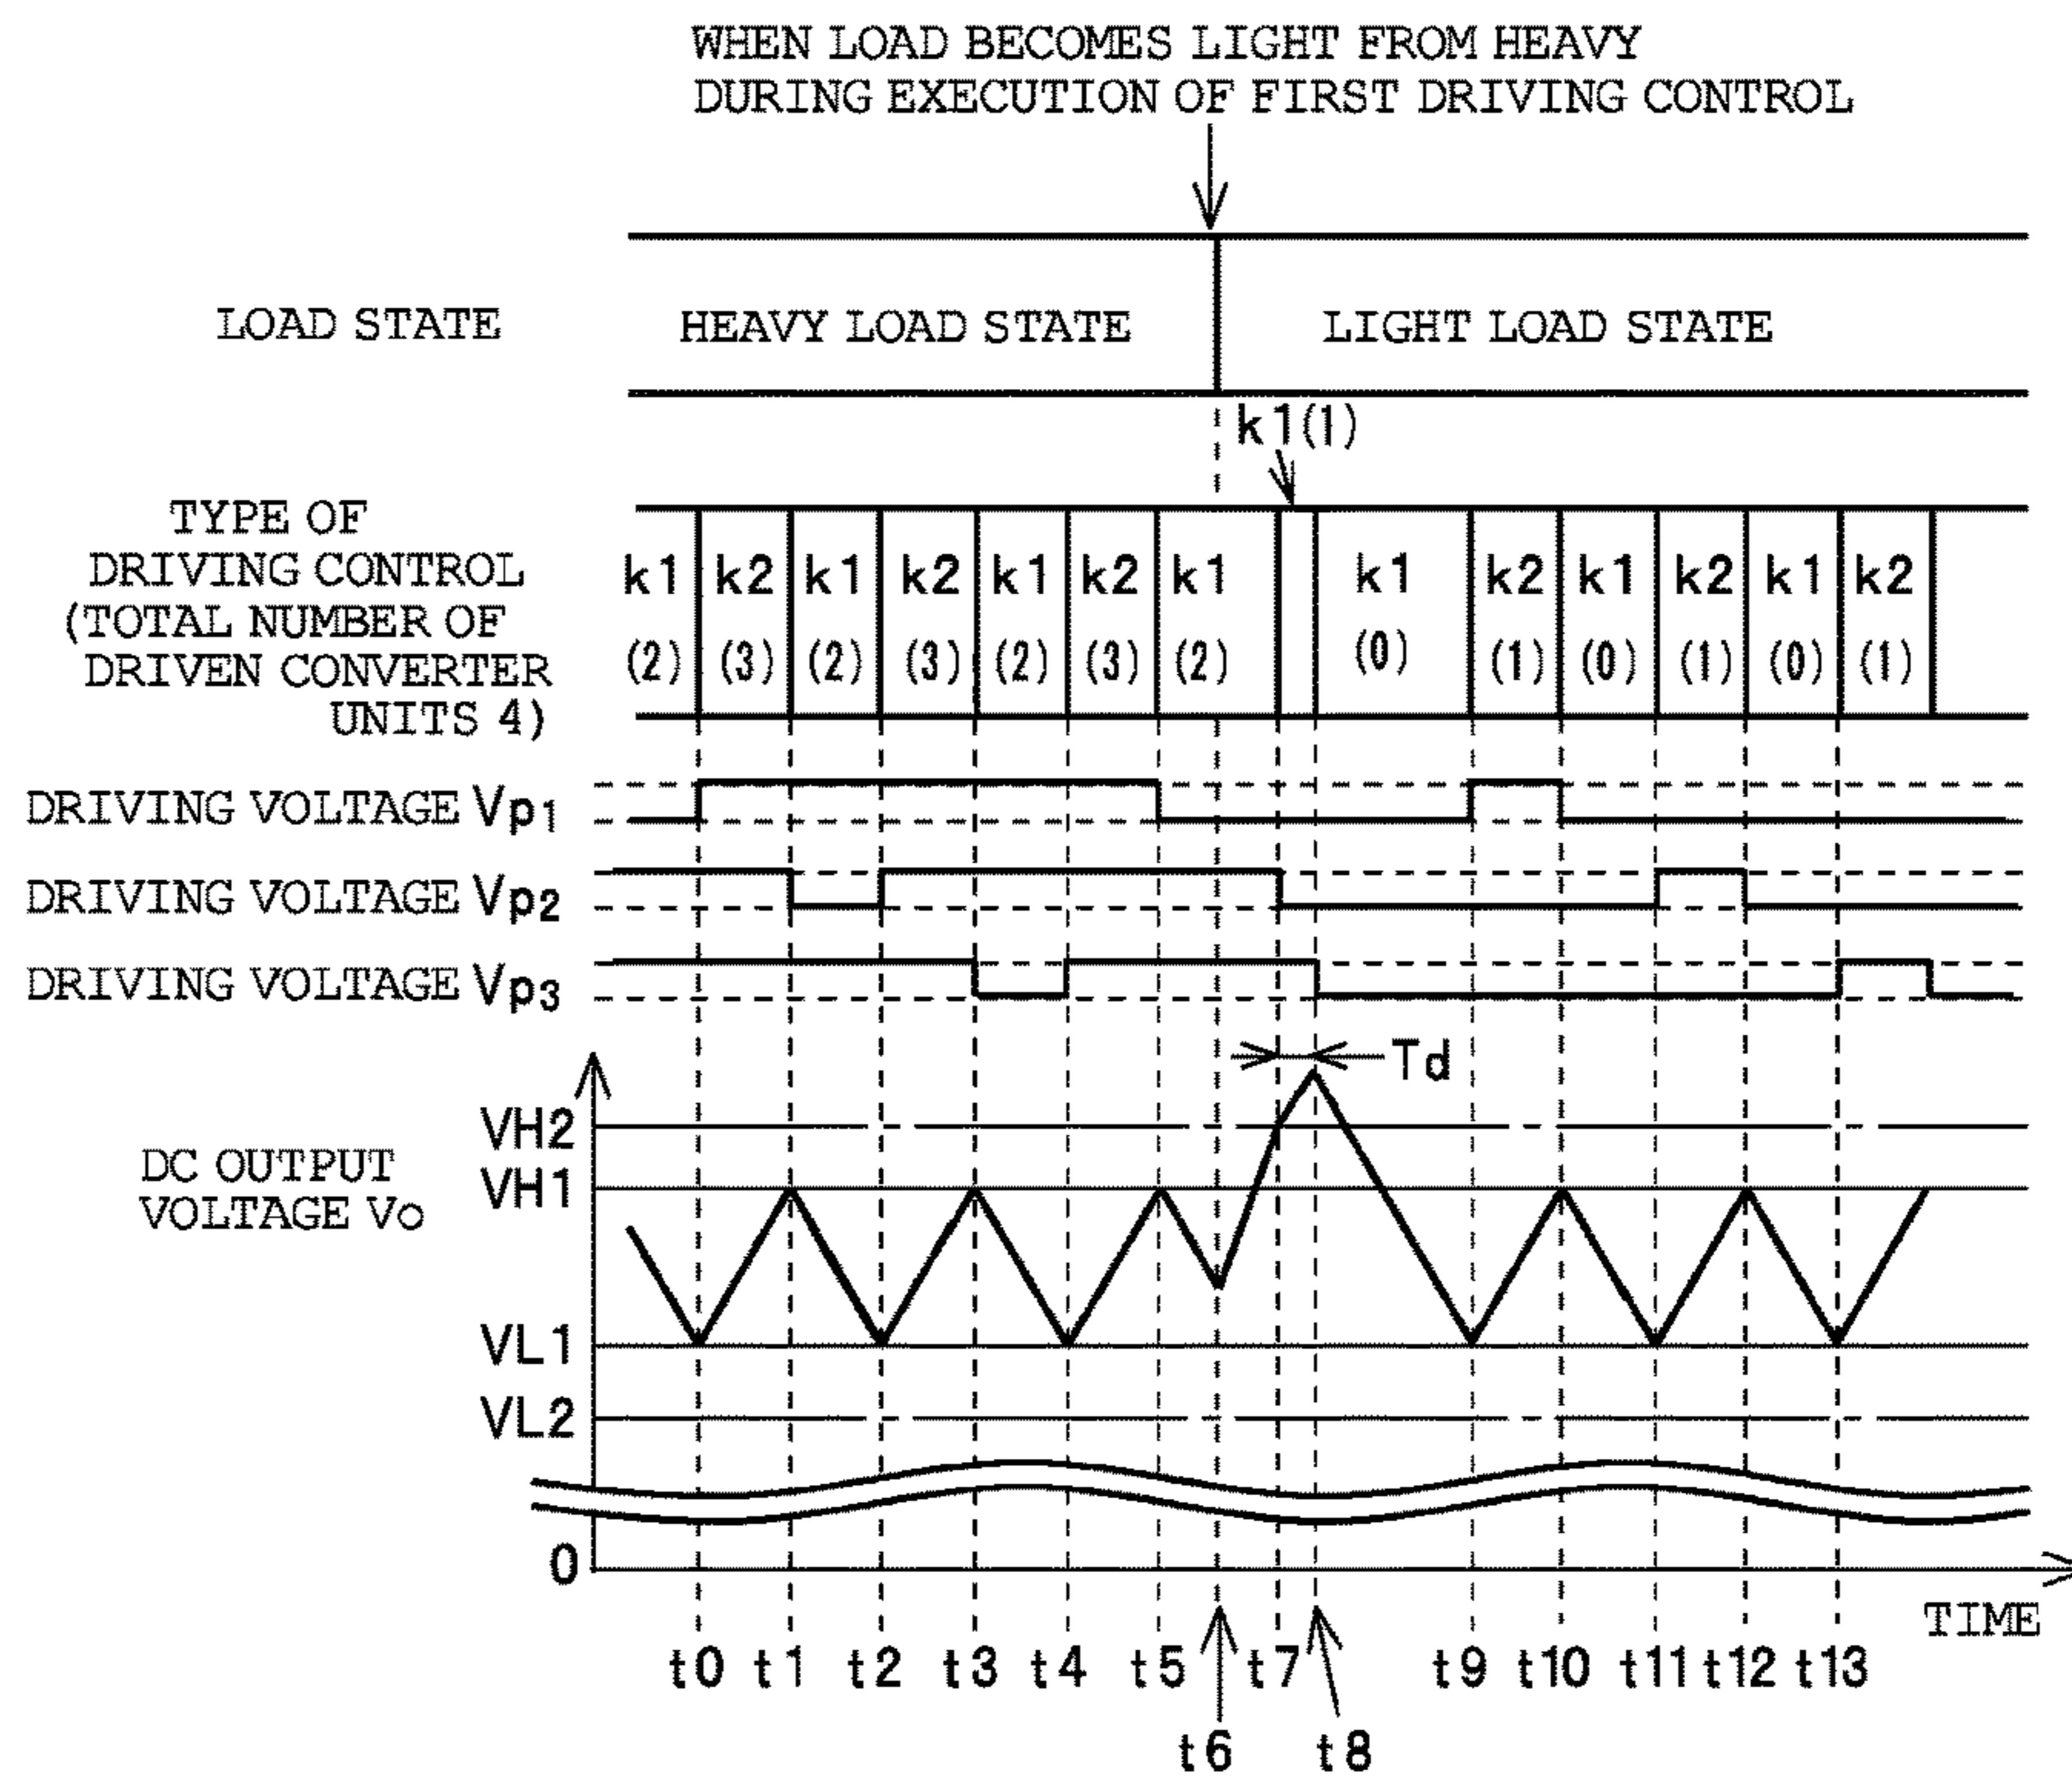 WHEN LOAD BECOMES LIGHT FROM HEAVY
DURING EXECUTION OF FIRST DRIVING CONTROL
LOAD STATE
HEAVY LOAD STATE
LIGHT LOAD STATE
k1(1)
TYPE OF
DRIVING CONTROL
(TOTAL NUMBER OF
DRIVEN CONVERTER
UNITS 4)
k1 k2 k1 k2 k1 k2 k1 k1 k2 k1 k2 k1 k2
(2) (3) (2) (3) (2) (3) (2) (0) (1) (0) (1) (0) (1)
DRIVING VOLTAGE Vp1
DRIVING VOLTAGE Vp2
DRIVING VOLTAGE Vp3
Td
DC OUTPUT
VOLTAGE Vo
VH2
VH1
VL1
VL2
0
TIME
t0 t1 t2 t3 t4 t5 t7 t9 t10 t11 t12 t13
t6 t8